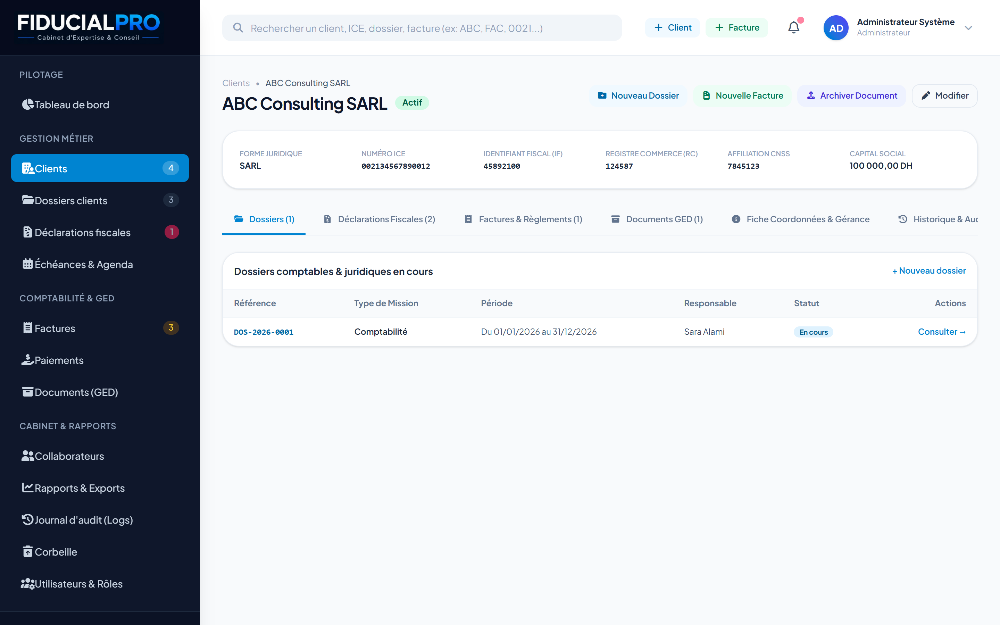 FIDUCIALPRO
Cabinet d'Expertise & Conseil
PILOTAGE
Tableau de bord
GESTION MÉTIER
Clients 4
Dossiers clients 3
Déclarations fiscales 1
Échéances & Agenda
COMPTABILITÉ & GED
Factures 3
Paiements
Documents (GED)
CABINET & RAPPORTS
Collaborateurs
Rapports & Exports
Journal d'audit (Logs)
Corbeille
Utilisateurs & Rôles
Rechercher un client, ICE, dossier, facture (ex: ABC, FAC, 0021...)
+ Client
+ Facture
AD
Administrateur Système
Administrateur
Clients • ABC Consulting SARL
ABC Consulting SARL Actif
Nouveau Dossier
Nouvelle Facture
Archiver Document
Modifier
FORME JURIDIQUE
SARL
NUMÉRO ICE
002134567890012
IDENTIFIANT FISCAL (IF)
45892100
REGISTRE COMMERCE (RC)
124587
AFFILIATION CNSS
7845123
CAPITAL SOCIAL
100 000,00 DH
Dossiers (1)
Déclarations Fiscales (2)
Factures & Règlements (1)
Documents GED (1)
Fiche Coordonnées & Gérance
Historique &
Dossiers comptables & juridiques en cours
+ Nouveau dossier
Référence Type de Mission Période Responsable Statut Actions
DOS-2026-0001 Comptabilité Du 01/01/2026 au 31/12/2026 Sara Alami En cours Consulter →